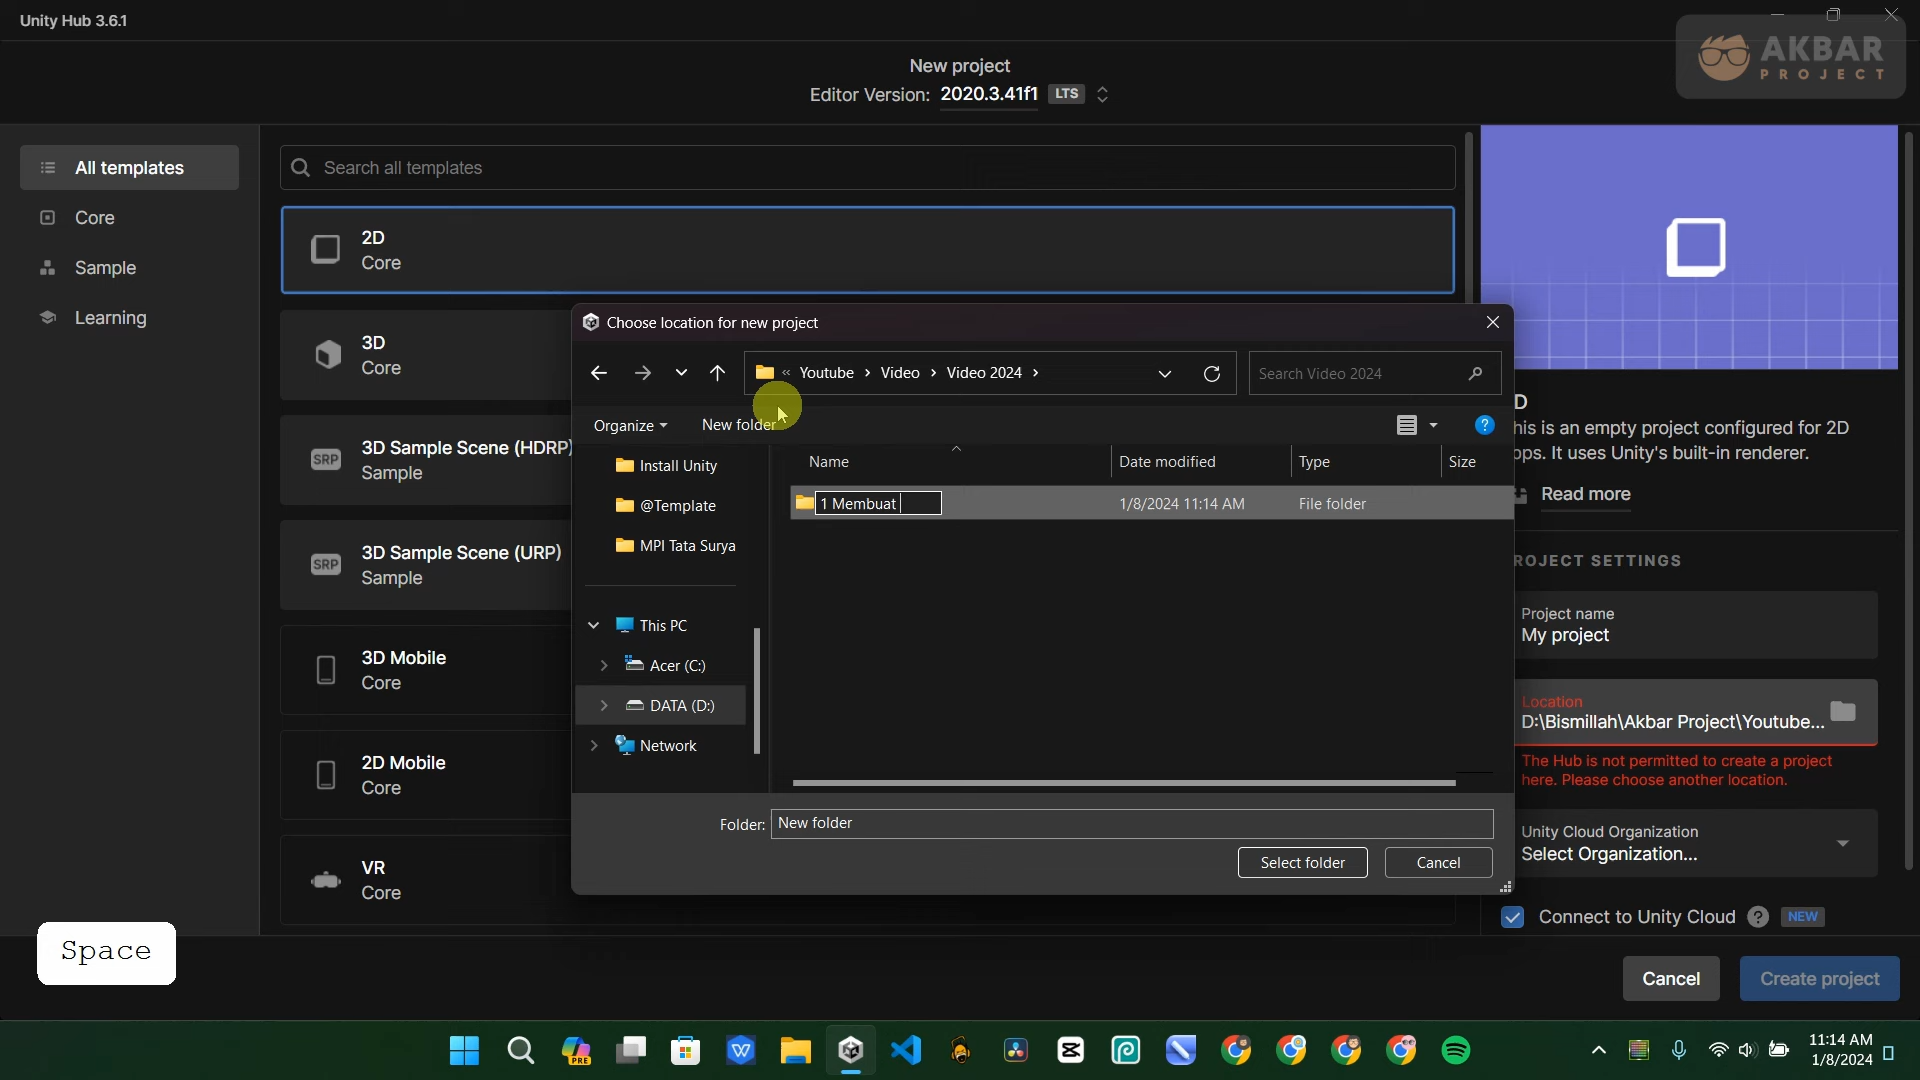 Unity Hub 3.6.1
AKBAR
PROJECT
New project
Editor Version: 2020.3.41f1 LTS
All templates
Core
Sample
Learning
Search all templates
2D
Core
3D
Core
SRP
3D Sample Scene (HDRP)
Sample
SRP
3D Sample Scene (URP)
Sample
3D Mobile
Core
2D Mobile
Core
VR
Core
Choose location for new project
« Youtube > Video > Video 2024 >
Search Video 2024
Organize
New folder
Install Unity
@Template
MPI Tata Surya
This PC
Acer (C:)
DATA (D:)
Network
Name
Date modified
Type
Size
1 Membuat
1/8/2024 11:14 AM
File folder
Folder: New folder
Select folder
Cancel
D
his is an empty project configured for 2D
ops. It uses Unity's built-in renderer.
Read more
ROJECT SETTINGS
Project name
My project
Location
D:\Bismillah\Akbar Project\Youtube...
The Hub is not permitted to create a project
here. Please choose another location.
Unity Cloud Organization
Select Organization...
Connect to Unity Cloud ? NEW
Cancel
Create project
Space
PRE
11:14 AM
1/8/2024